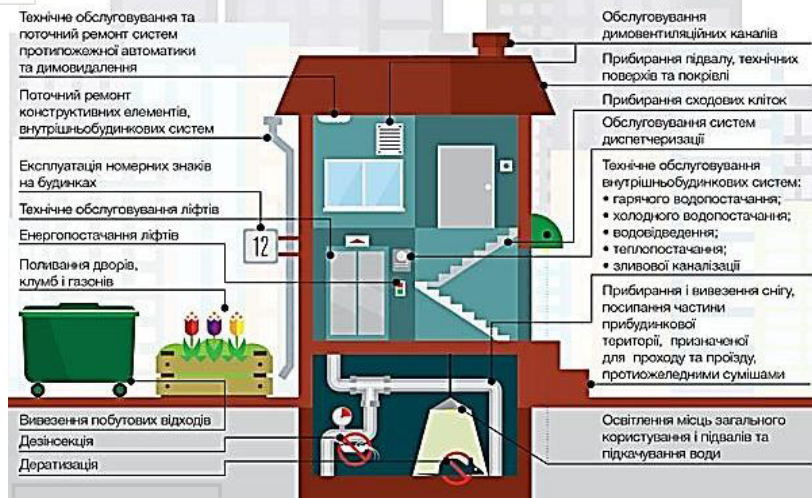 Технічне обслуговування та
поточний ремонт систем
протипожежної автоматики
та димовидалення
Поточний ремонт
конструктивних елементів,
внутрішньобудинкових систем
Експлуатація номерних знаків
на будинках
Технічне обслуговування ліфтів
Енергопостачання ліфтів
Поливання дворів,
клумб і газонів
12
Вивезення побутових відходів
Дезінсекція
Дератизація
Обслуговування
димовентиляційних каналів
Прибирання підвалу, технічних
поверхів та покрівлі
Прибирання сходових кліток
Обслуговування систем
диспетчеризації
Технічне обслуговування
внутрішньобудинкових систем:
• гарячого водопостачання;
• холодного водопостачання;
• водовідведення;
• теплопостачання;
• зливової каналізації
Прибирання і вивезення снігу,
посипання частини
прибудинкової
території, призначеної
для проходу та проїзду,
протиожеледними сумішами
Освітлення місць загального
користування і підвалів та
підкачування води